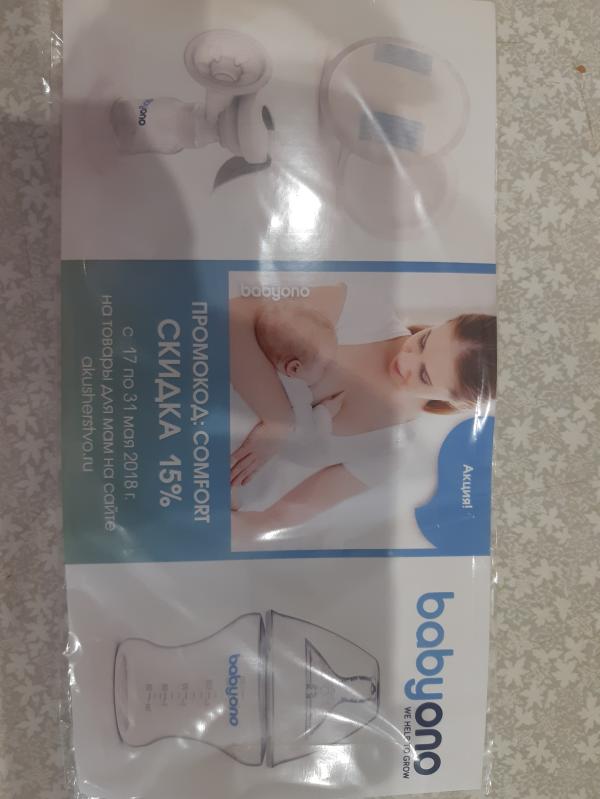 babyono
babyono
Акция!
ПРОМОКОД: COMFORT
СКИДКА 15%
с 17 по 31 мая 2018 г.
на товары для мам на сайте
akusherstvo.ru
babyono
WE HELP TO GROW
babyono